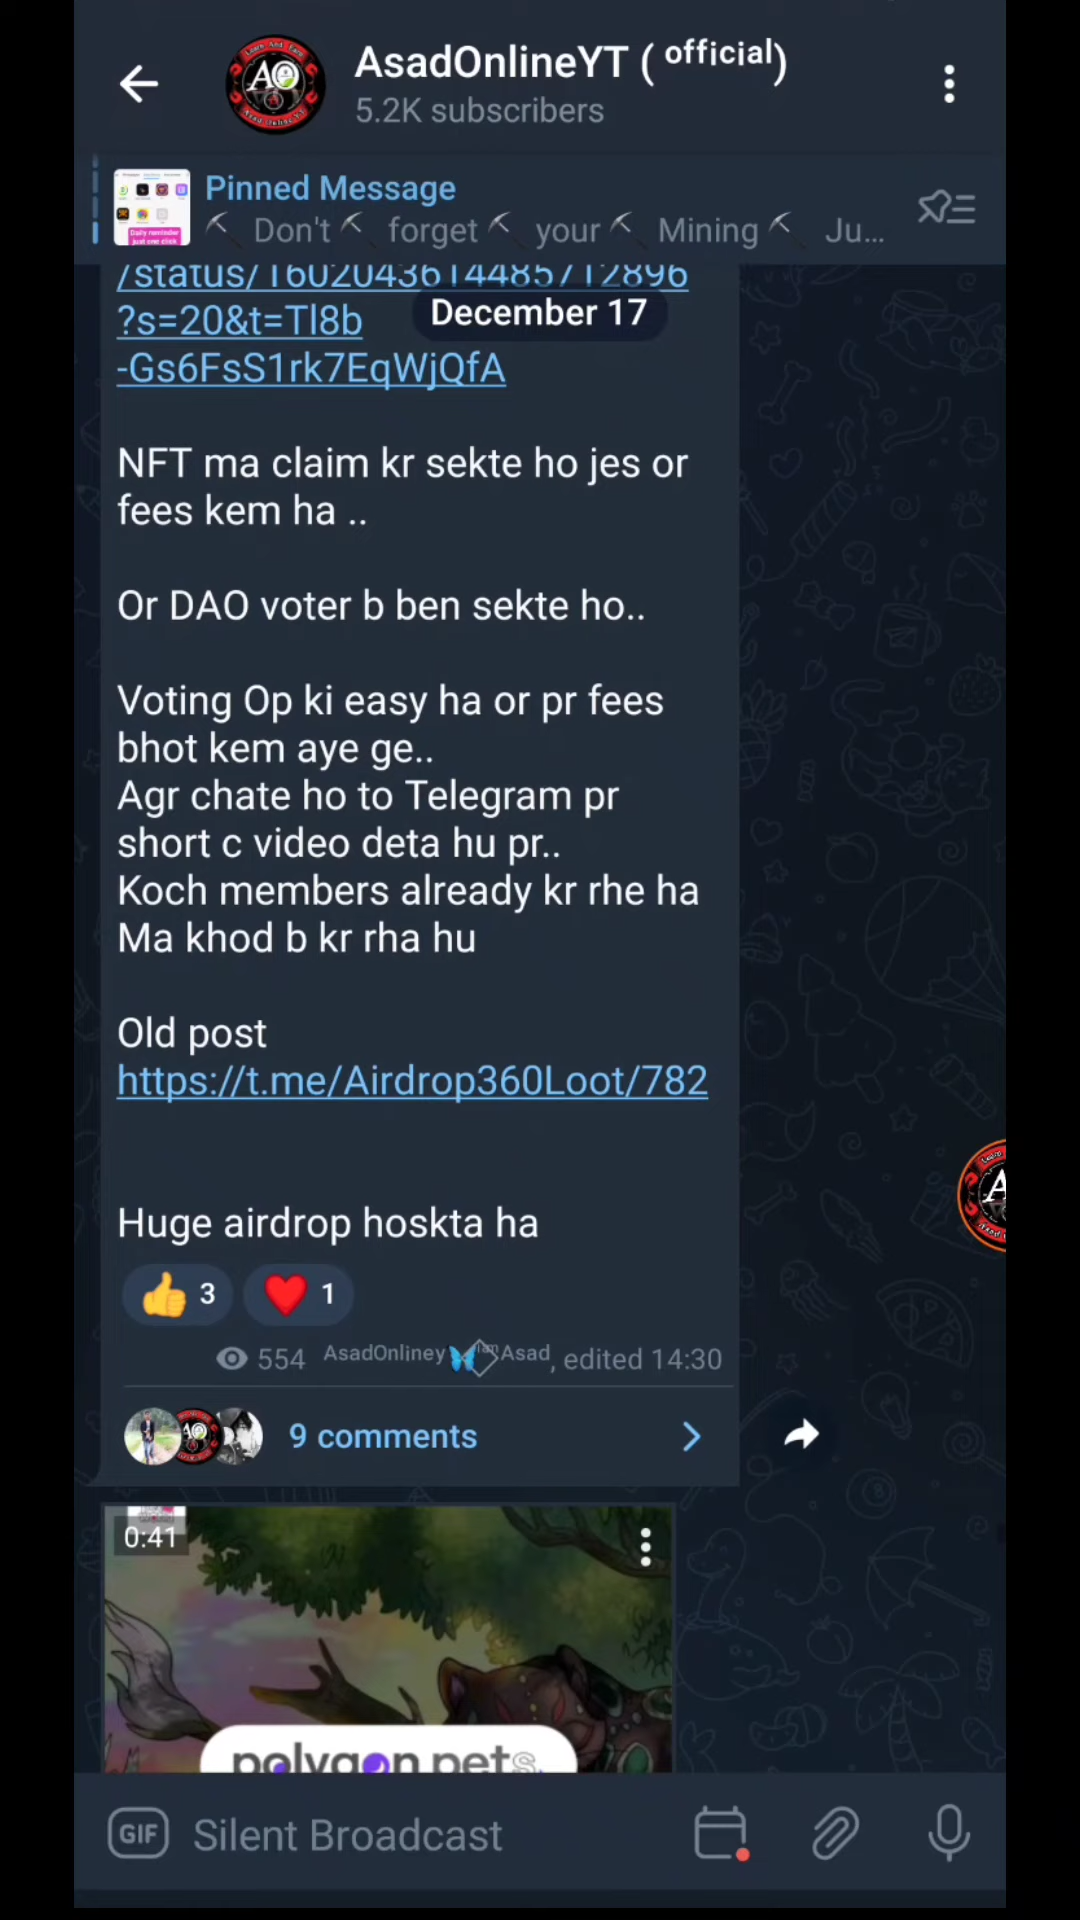 AsadOnlineYT ( official)
5.2K subscribers
Pinned Message
Don't forget your Mining Ju...
/status/1602043614485712896
December 17
?s=20&t=Tl8b
-Gs6FsS1rk7EqWjQfA
NFT ma claim kr sekte ho jes or
fees kem ha ..
Or DAO voter b ben sekte ho..
Voting Op ki easy ha or pr fees
bhot kem aye ge..
Agr chate ho to Telegram pr
short c video deta hu pr..
Koch members already kr rhe ha
Ma khod b kr rha hu
Old post
https://t.me/Airdrop360Loot/782
Huge airdrop hoskta ha
3
1
554 AsadOnliney Asad, edited 14:30
9 comments
0:41
polygon pets
GIF Silent Broadcast